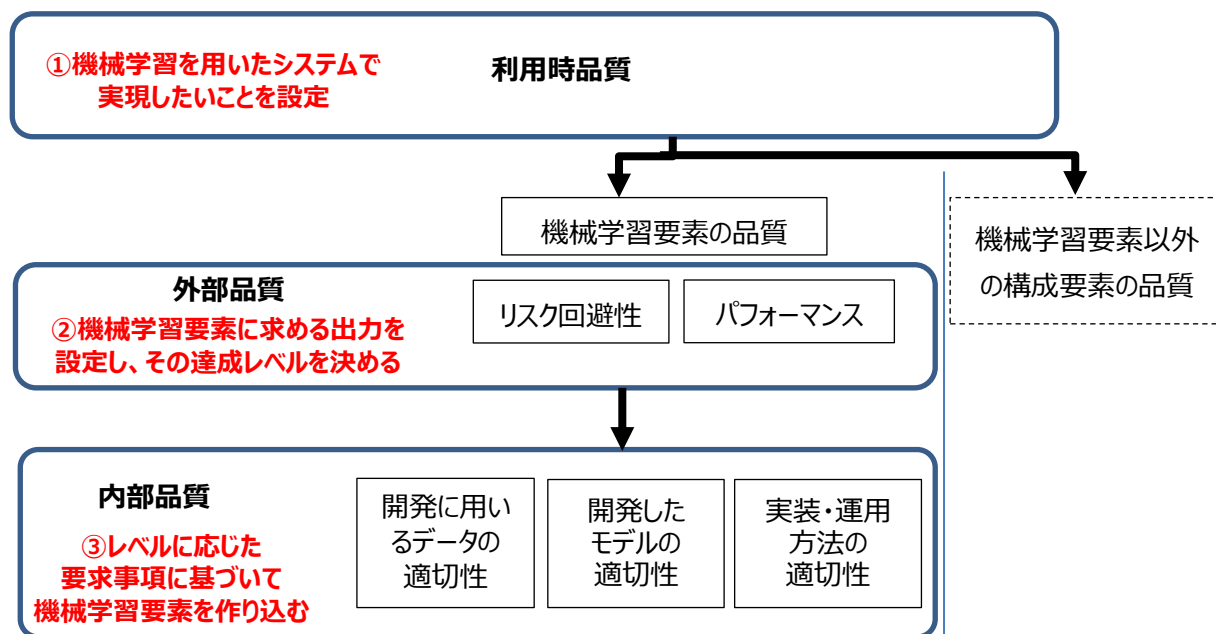 ①機械学習を用いたシステムで
実現したいことを設定
利用時品質
機械学習要素の品質
機械学習要素以外
の構成要素の品質
外部品質
②機械学習要素に求める出力を
設定し、その達成レベルを決める
リスク回避性
パフォーマンス
内部品質
③レベルに応じた
要求事項に基づいて
機械学習要素を作り込む
開発に用い
るデータの
適切性
開発した
モデルの
適切性
実装・運用
方法の
適切性